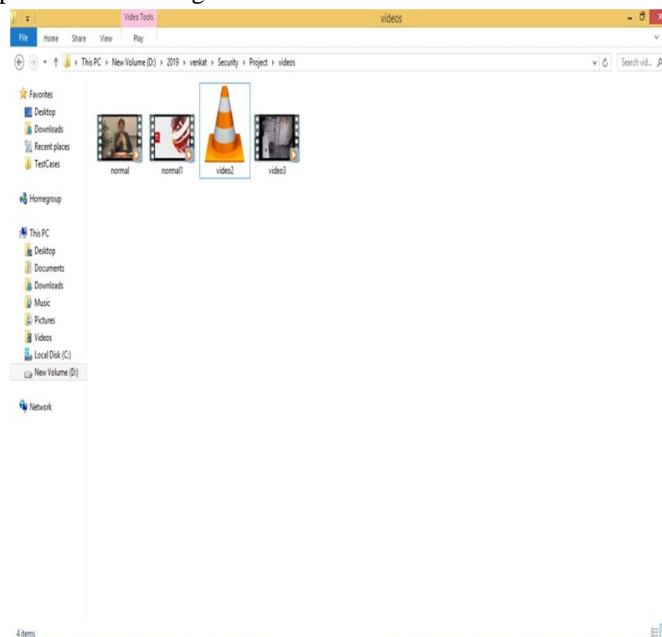 Video Tools
videos
File Home Share View Play
This PC New Volume (D:) 2019 venkat Security Project videos
Search vid...
Favorites
Desktop
Downloads
Recent places
TestCases
Homegroup
This PC
Desktop
Documents
Downloads
Music
Pictures
Videos
Local Disk (C:)
New Volume (D:)
Network
normal normal1 video2 video3
4 items